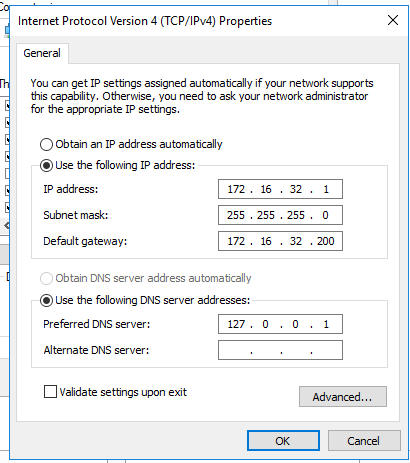 Internet Protocol Version 4 (TCP/IPv4) Properties
General
You can get IP settings assigned automatically if your network supports
this capability. Otherwise, you need to ask your network administrator
for the appropriate IP settings.
Obtain an IP address automatically
Use the following IP address:
IP address: 172 . 16 . 32 . 1
Subnet mask: 255 . 255 . 255 . 0
Default gateway: 172 . 16 . 32 . 200
Obtain DNS server address automatically
Use the following DNS server addresses:
Preferred DNS server: 127 . 0 . 0 . 1
Alternate DNS server: . . .
Validate settings upon exit
Advanced...
OK Cancel